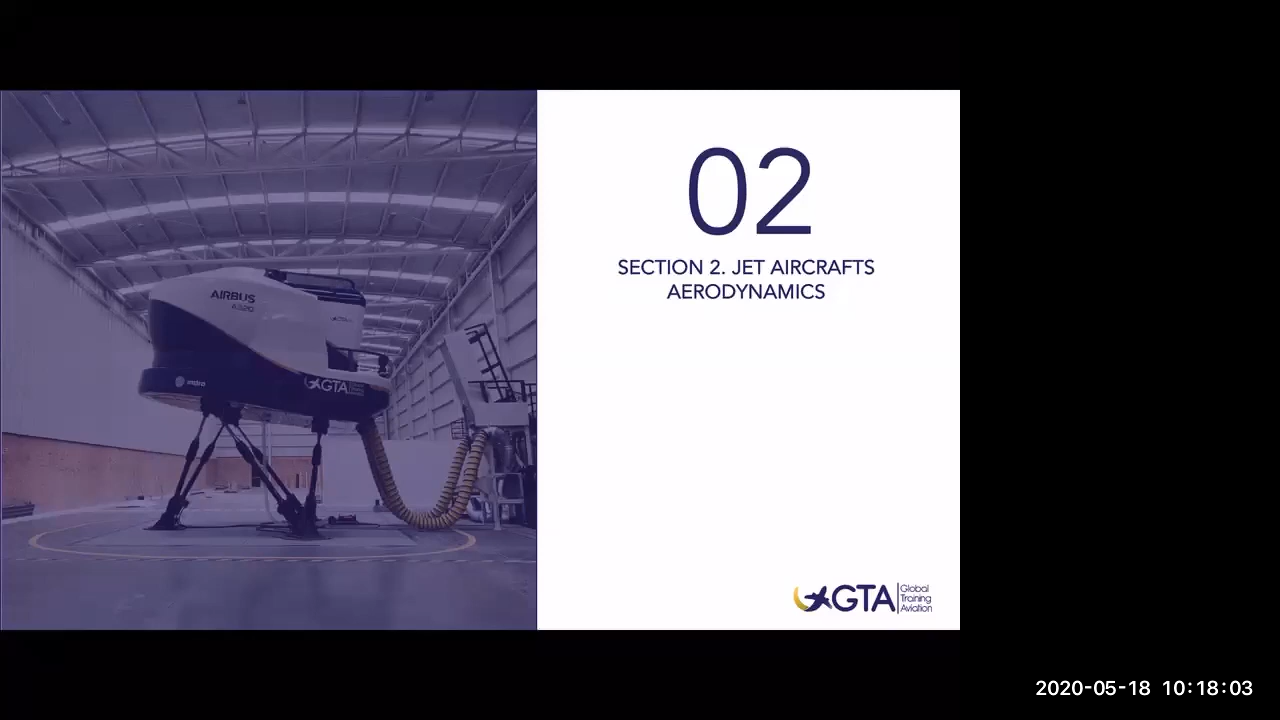 AIRBUS
A320
entrol
GTA
02
SECTION 2. JET AIRCRAFTS
AERODYNAMICS
GTA
Global
Training
Aviation
2020-05-18 10:18:03